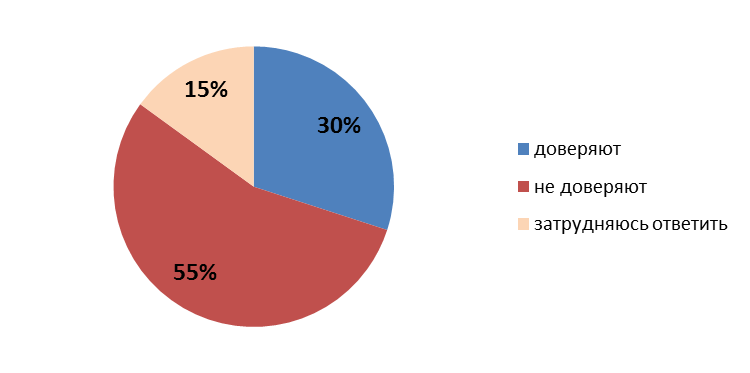 15%
30%
55%
доверяют
не доверяют
затрудняюсь ответить